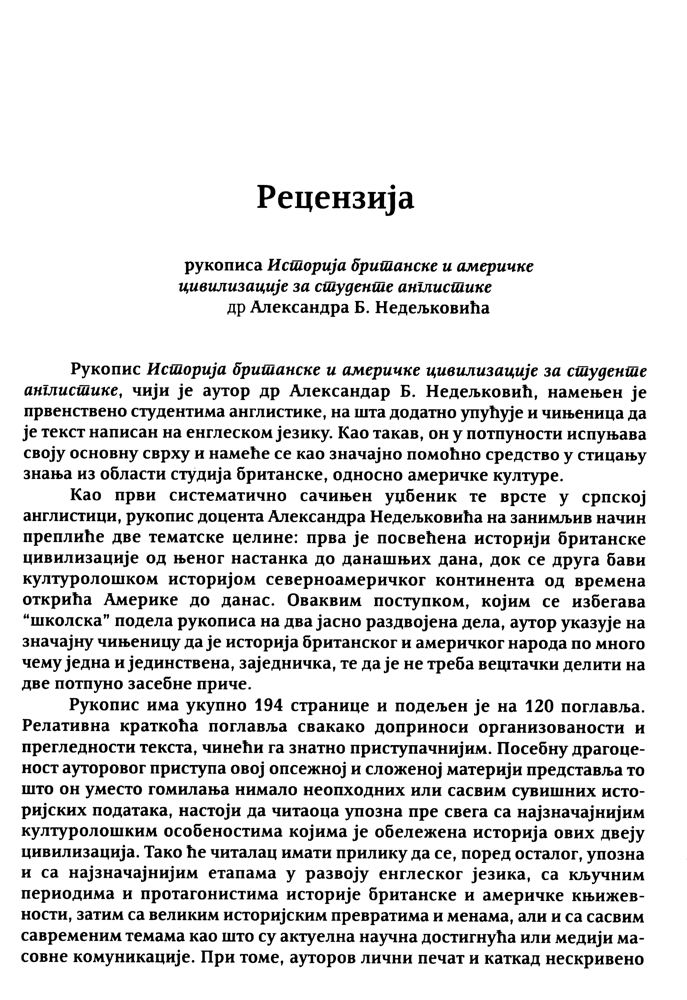 Рецензија
рукописа Историја британске и америчке
цивилизације за студенте англистике
др Александра Б. Недељковића
Рукопис Историја британске и америчке цивилизације за студенте
англистике, чији је аутор др Александар Б. Недељковић, намењен је
првенствено студентима англистике, на шта додатно упућује и чињеница да
је текст написан на енглеском језику. Као такав, он у потпуности испуњава
своју основну сврху и намеће се као значајно помоћно средство у стицању
знања из области студија британске, односно америчке културе.
Као први систематично сачињен уџбеник те врсте у српској
англистици, рукопис доцента Александра Недељковића на занимљив начин
преплиће две тематске целине: прва је посвећена историји британске
цивилизације од њеног настанка до данашњих дана, док се друга бави
културолошком историјом северноамеричког континента од времена
открића Америке до данас. Оваквим поступком, којим се избегава
“школска” подела рукописа на два јасно раздвојена дела, аутор указује на
значајну чињеницу да је историја британског и америчког народа по много
чему једна и јединствена, заједничка, те да је не треба вештачки делити на
две потпуно засебне приче.
Рукопис има укупно 194 странице и подељен је на 120 поглавља.
Релативна краткоћа поглавља свакако доприноси организованости и
прегледности текста, чинећи га знатно приступачнијим. Посебну драгоце-
ност ауторовог приступа овој опсежној и сложеној материји представља то
што он уместо гомилања нимало неопходних или сасвим сувишних исто-
ријских података, настоји да читаоца упозна пре свега са најзначајнијим
културолошким особеностима којима је обележена историја ових двеју
цивилизација. Тако ће читалац имати прилику да се, поред осталог, упозна
и са најзначајнијим етапама у развоју енглеског језика, са кључним
периодима и протагонистима историје британске и америчке књижев-
ности, затим са великим историјским превратима и менама, али и са сасвим
савременим темама као што су актуелна научна достигнућа или медији ма-
совне комуникације. При томе, ауторов лични печат и каткад нескривено